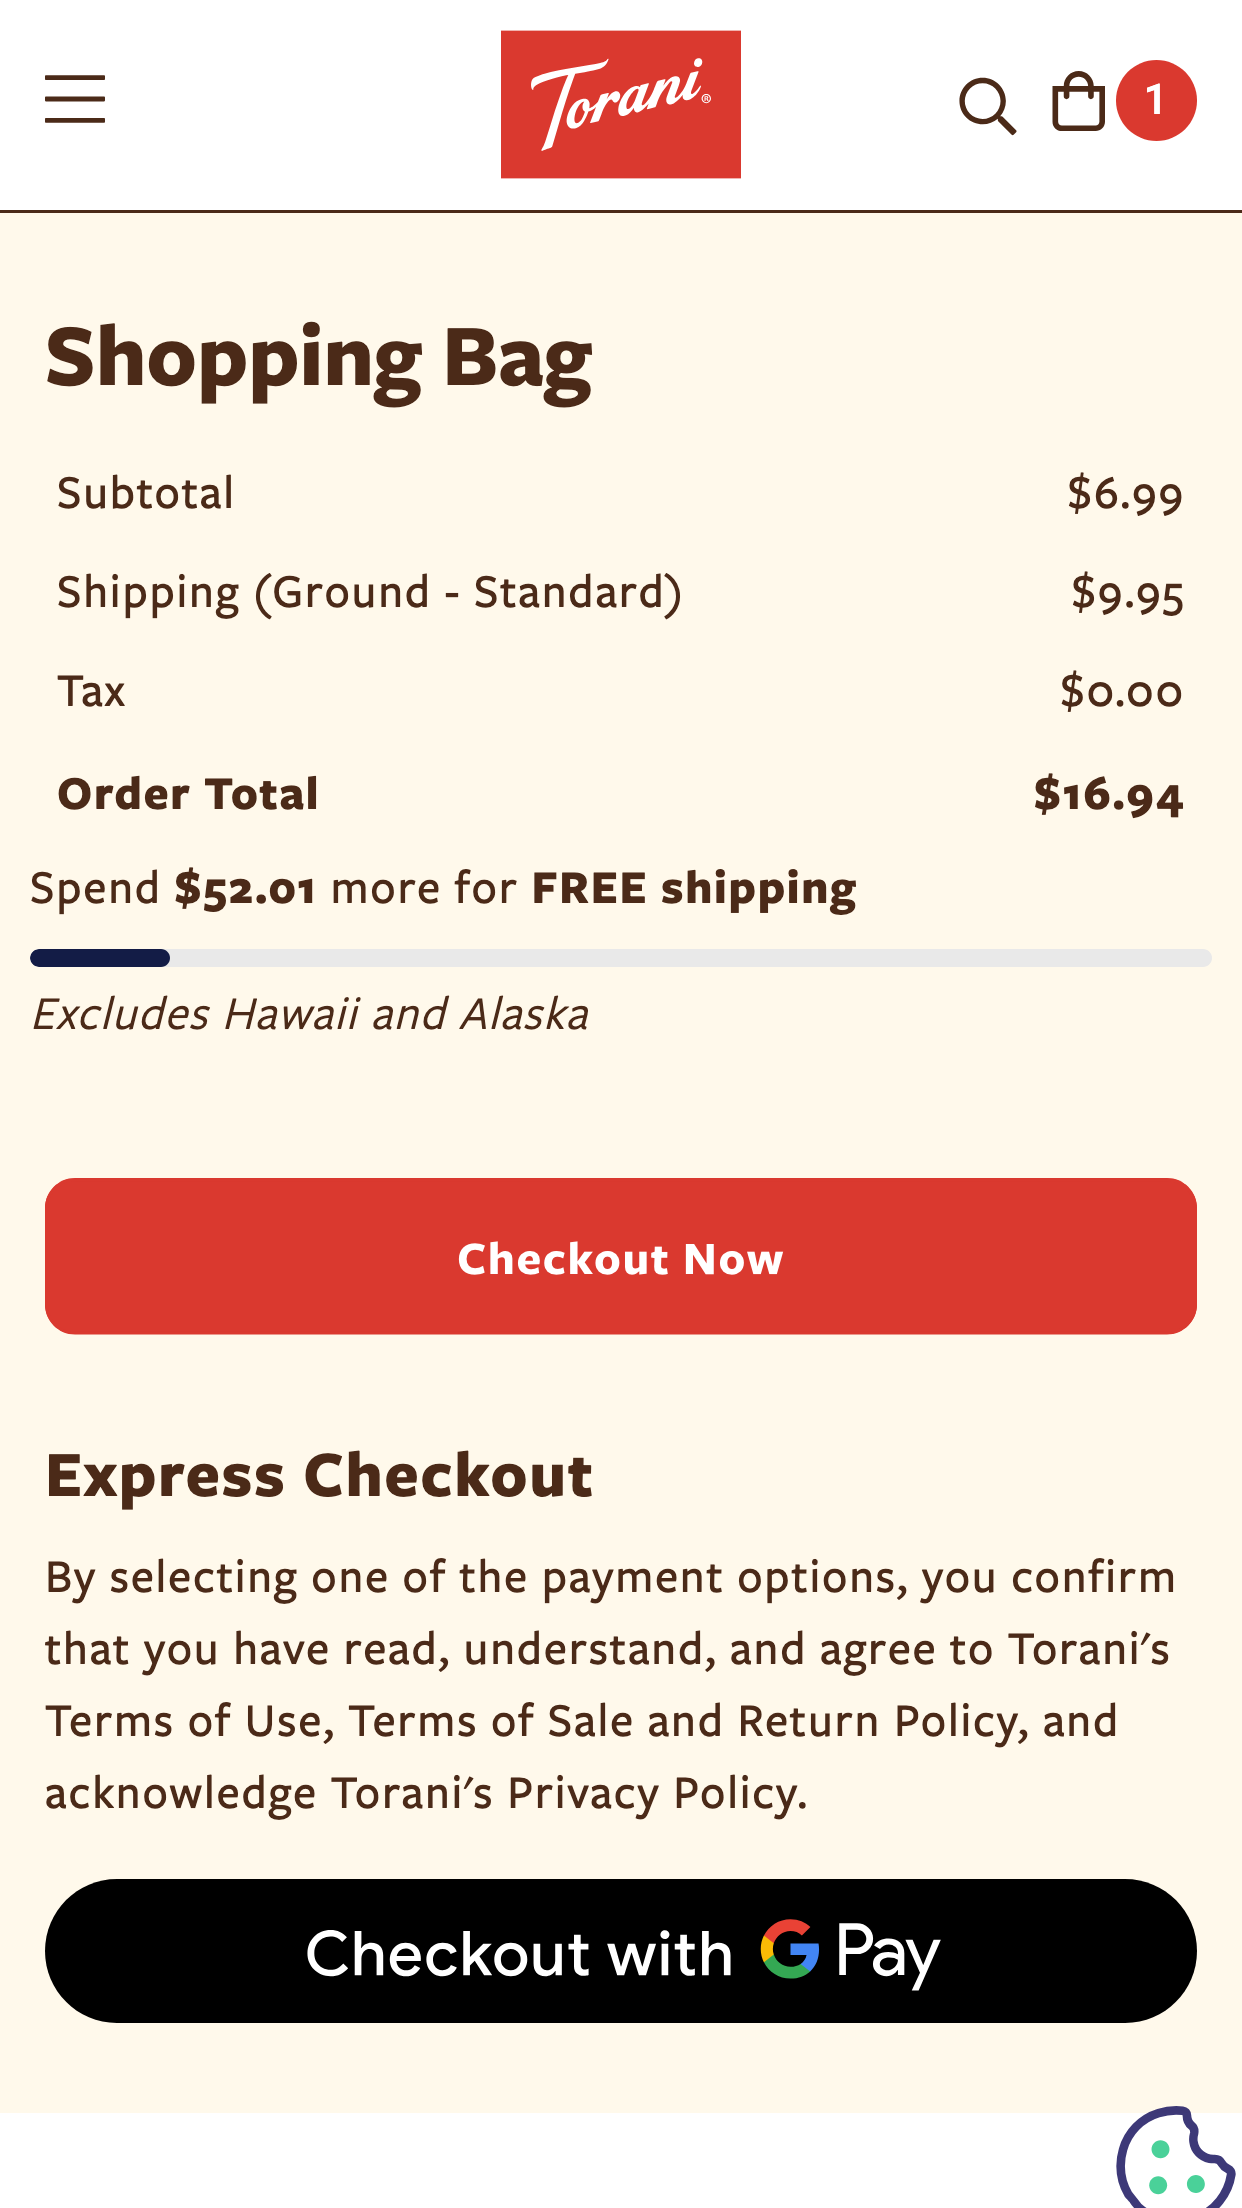 Torani®
1
Shopping Bag
Subtotal $6.99
Shipping (Ground - Standard) $9.95
Tax $0.00
Order Total $16.94
Spend $52.01 more for FREE shipping
Excludes Hawaii and Alaska
Checkout Now
Express Checkout
By selecting one of the payment options, you confirm
that you have read, understand, and agree to Torani's
Terms of Use, Terms of Sale and Return Policy, and
acknowledge Torani's Privacy Policy.
Checkout with G Pay